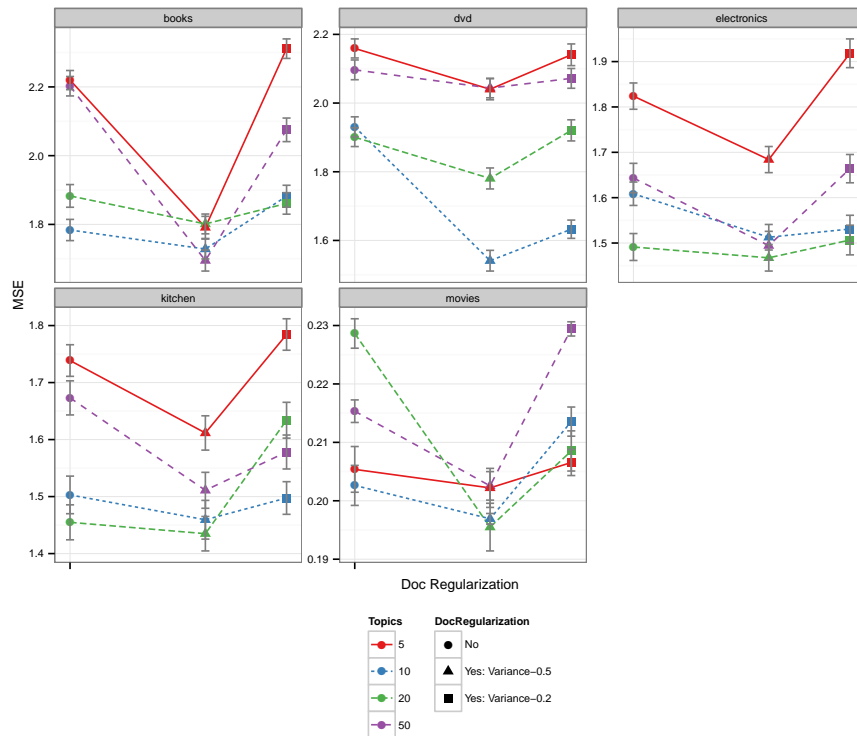 books
dvd
electronics
2.2
2.0
1.8
2.2
2.0
1.8
1.6
1.9
1.8
1.7
1.6
1.5
MSE
kitchen
movies
1.8
1.7
1.6
1.5
1.4
0.23
0.22
0.21
0.20
0.19
Doc Regularization
Topics
5
10
20
50
DocRegularization
No
Yes: Variance−0.5
Yes: Variance−0.2